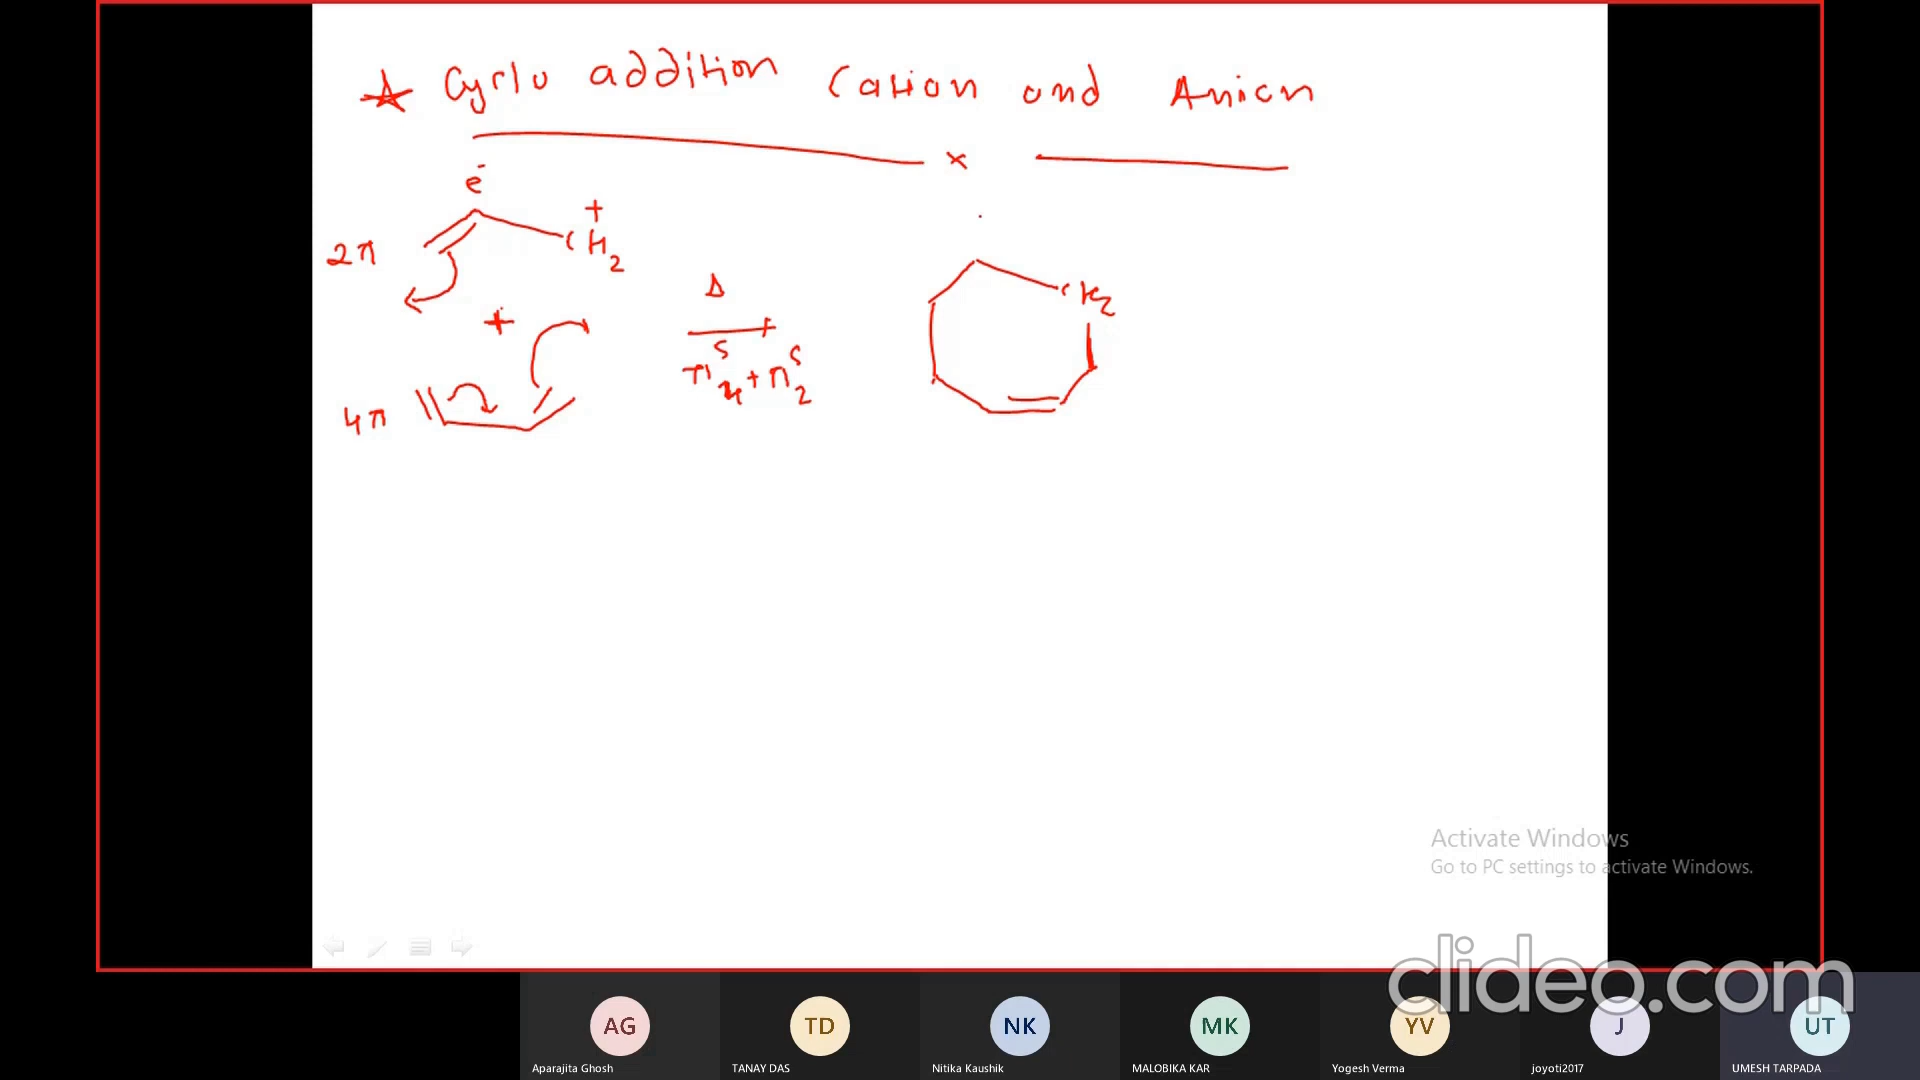 ☆ Cyclo addition Cation and Anion
x
e⁻
+
CH2
2π
+
Δ
π4s + π2s
CH2
4π
Activate Windows
Go to PC settings to activate Windows.
clideo.com
AG TD NK MK YV J UT
Aparajita Ghosh TANAY DAS Nitika Kaushik MALOBIKA KAR Yogesh Verma joyoti2017 UMESH TARPADA